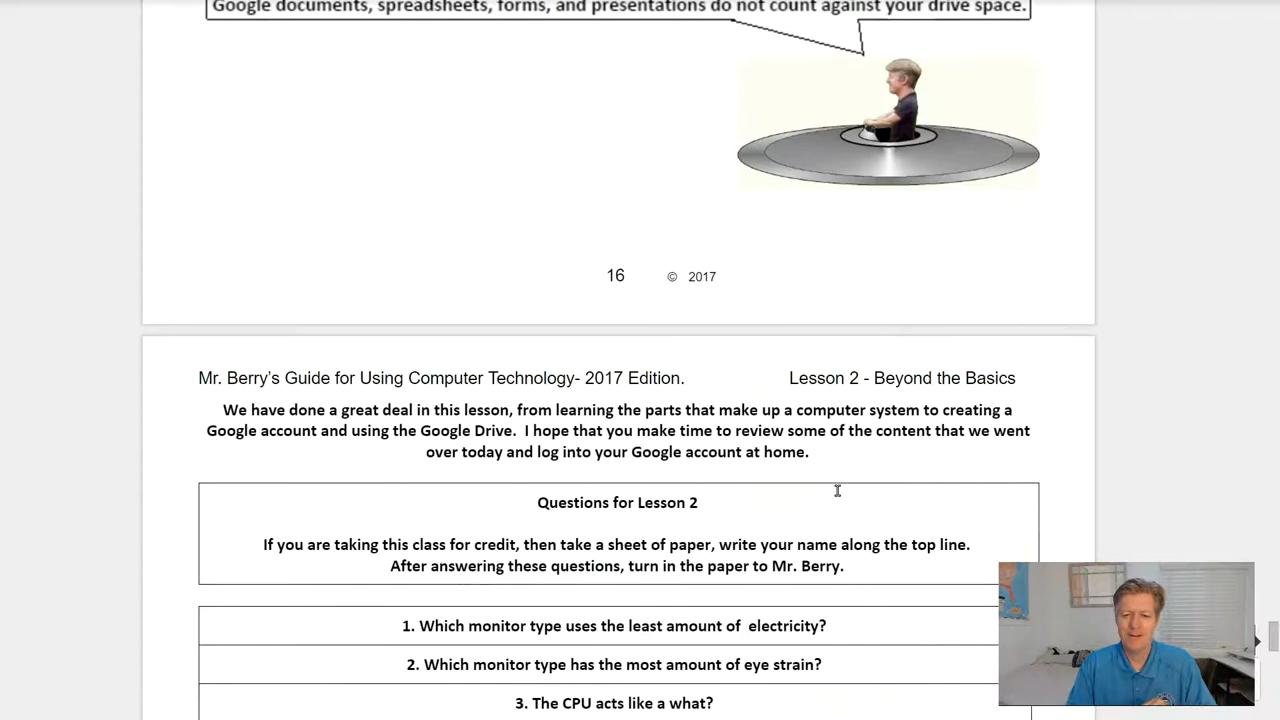 Google documents, spreadsheets, forms, and presentations do not count against your drive space.
16 © 2017
Mr. Berry's Guide for Using Computer Technology- 2017 Edition. Lesson 2 - Beyond the Basics
We have done a great deal in this lesson, from learning the parts that make up a computer system to creating a
Google account and using the Google Drive. I hope that you make time to review some of the content that we went
over today and log into your Google account at home.
Questions for Lesson 2
If you are taking this class for credit, then take a sheet of paper, write your name along the top line.
After answering these questions, turn in the paper to Mr. Berry.
1. Which monitor type uses the least amount of electricity?
2. Which monitor type has the most amount of eye strain?
3. The CPU acts like a what?